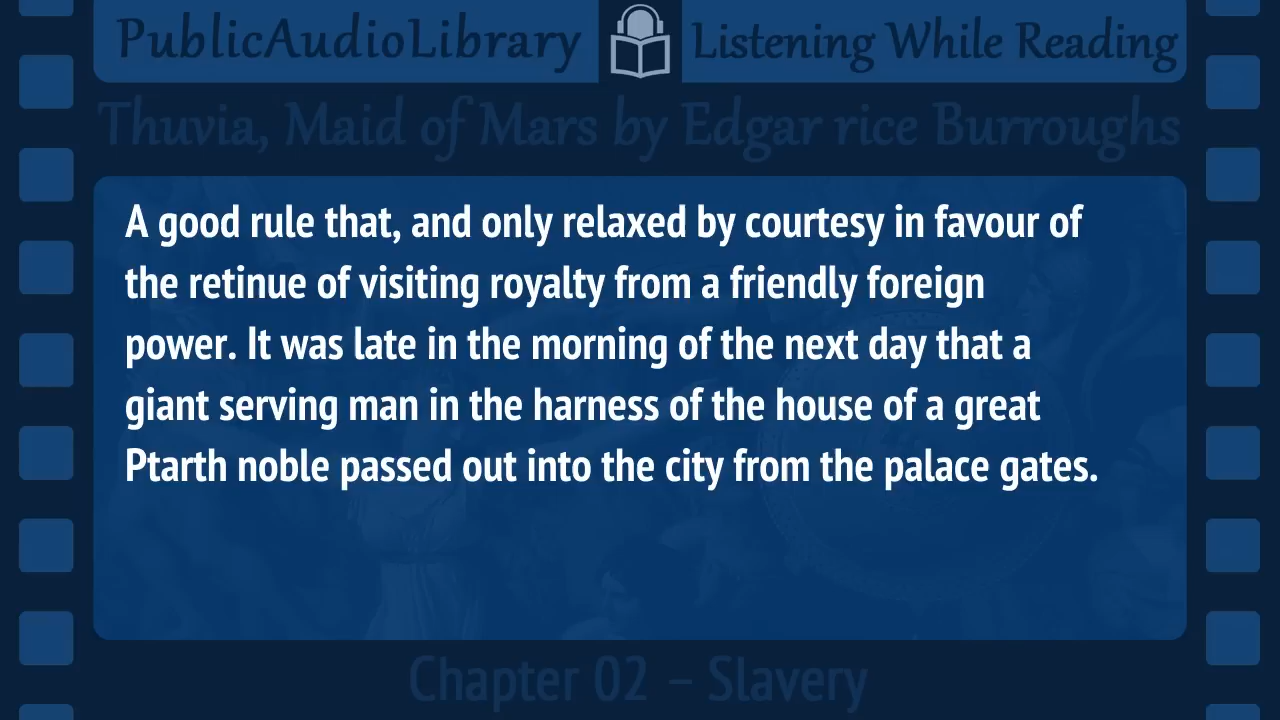 PublicAudioLibrary
Listening While Reading
Thuvia, Maid of Mars by Edgar rice Burroughs
A good rule that, and only relaxed by courtesy in favour of
the retinue of visiting royalty from a friendly foreign
power. It was late in the morning of the next day that a
giant serving man in the harness of the house of a great
Ptarth noble passed out into the city from the palace gates.
Chapter 02 – Slavery